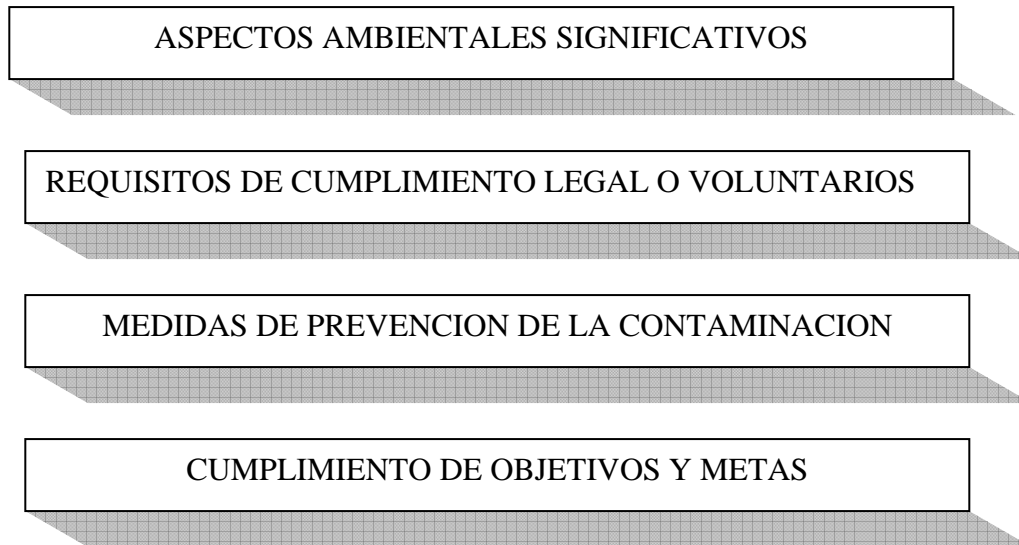 ASPECTOS AMBIENTALES SIGNIFICATIVOS
REQUISITOS DE CUMPLIMIENTO LEGAL O VOLUNTARIOS
MEDIDAS DE PREVENCION DE LA CONTAMINACION
CUMPLIMIENTO DE OBJETIVOS Y METAS